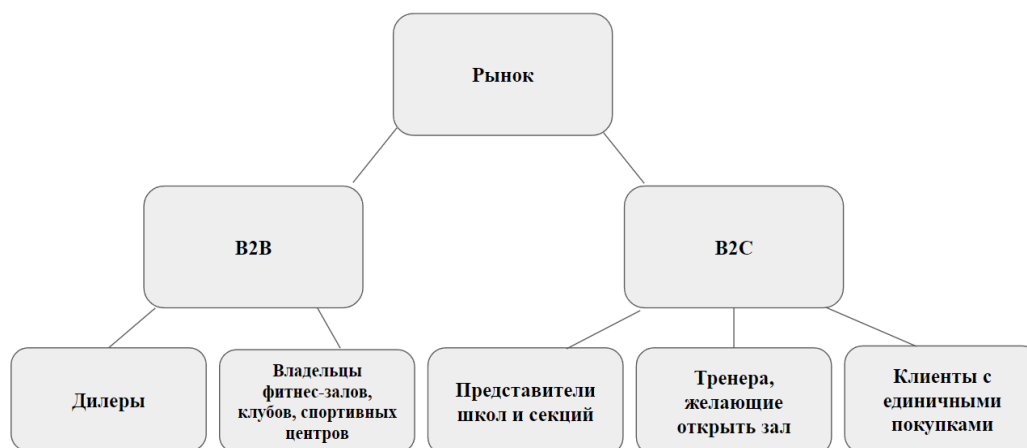 Рынок
B2B
B2C
Дилеры
Владельцы
фитнес-залов,
клубов, спортивных
центров
Представители
школ и секций
Тренера,
желающие
открыть зал
Клиенты с
единичными
покупками